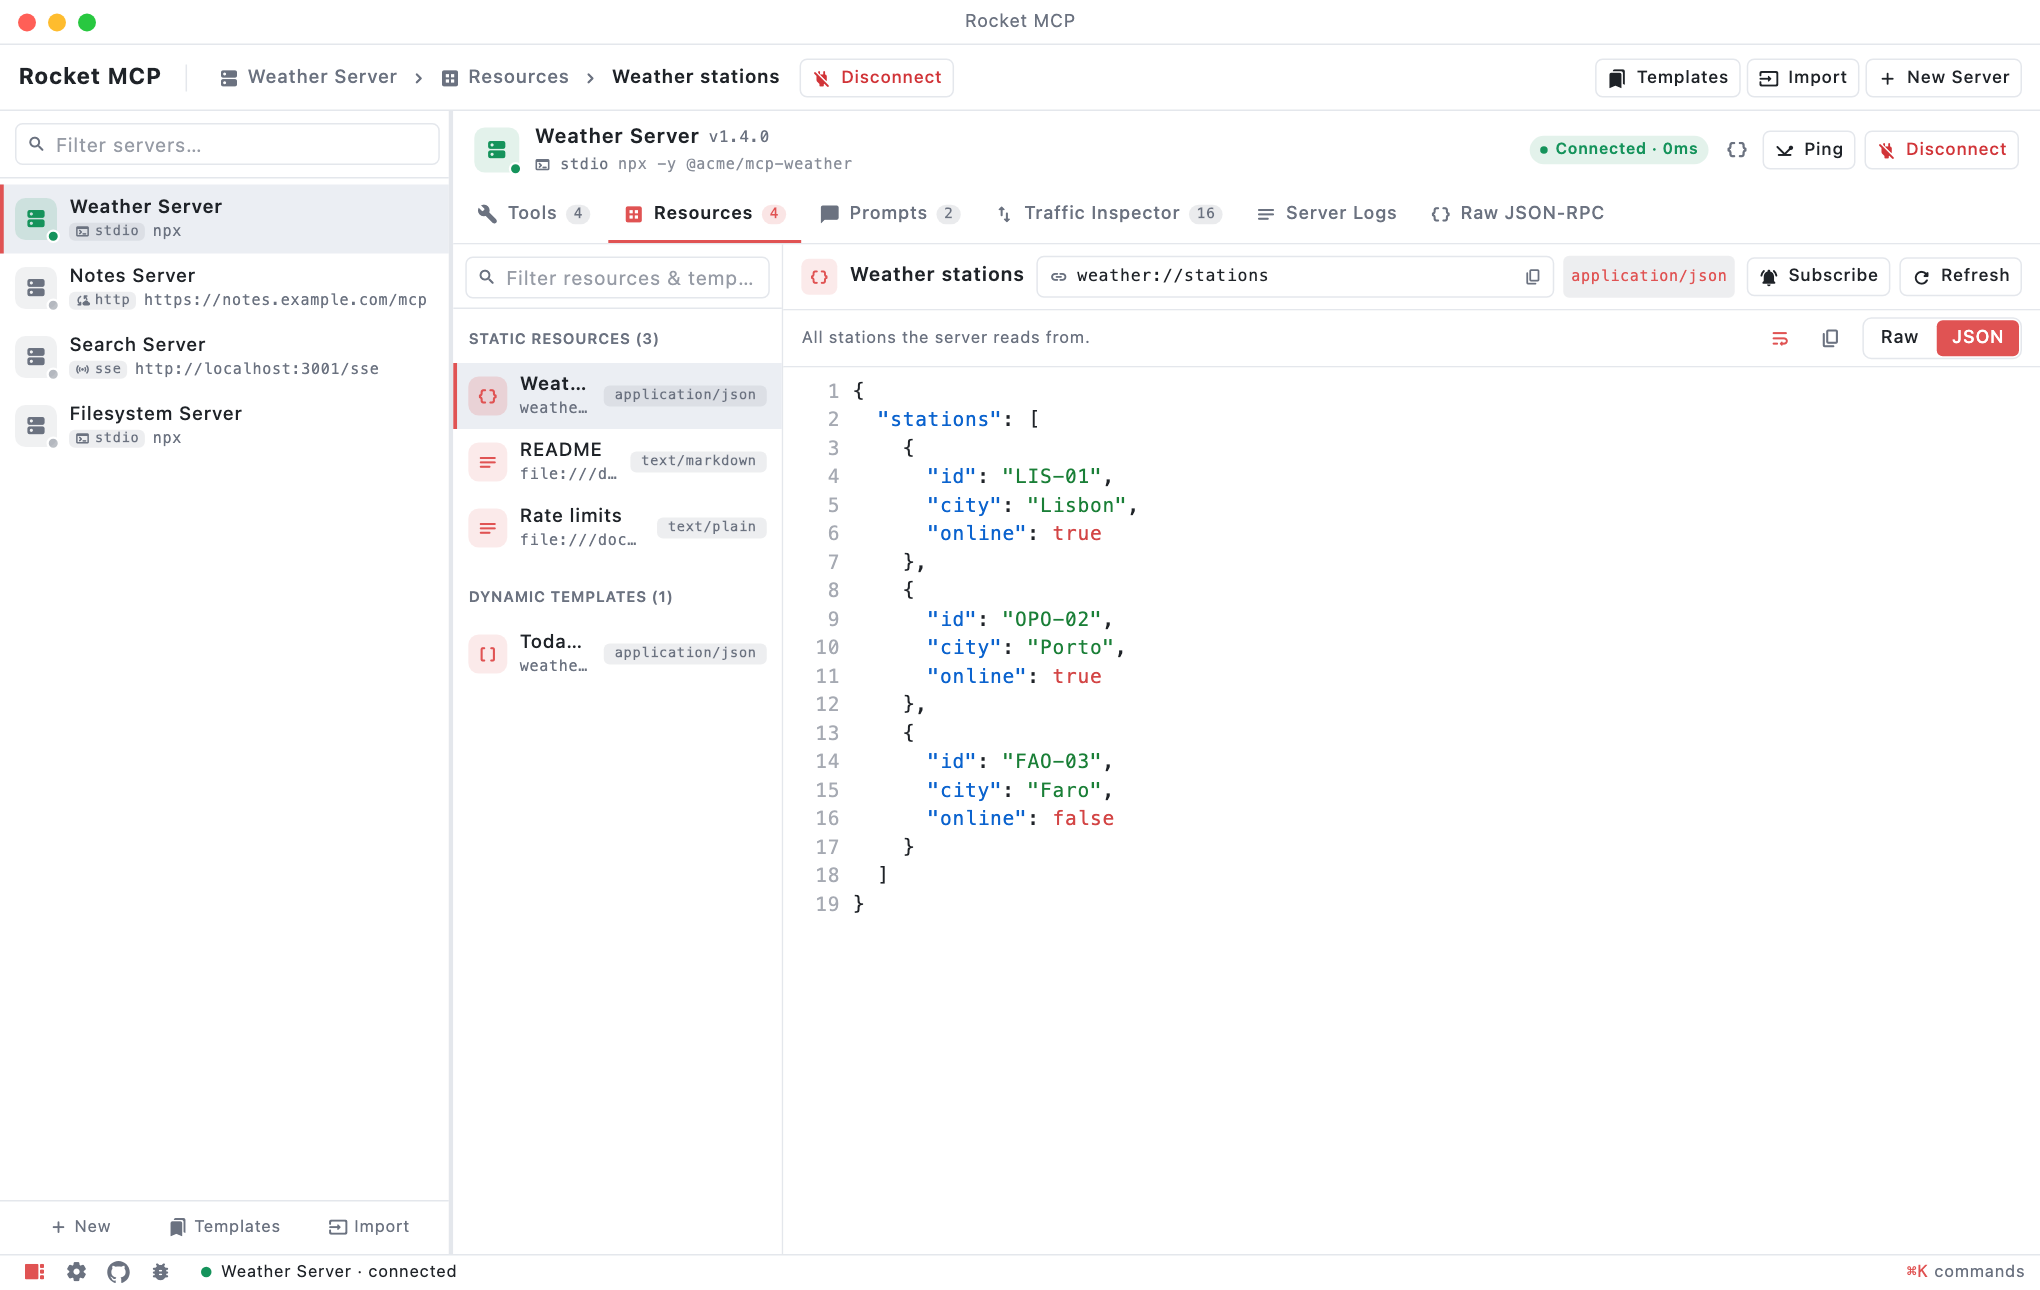 Rocket MCP
Rocket MCP Weather Server › Resources › Weather stations Disconnect Templates Import + New Server
Filter servers…
Weather Server
stdio npx
Notes Server
http https://notes.example.com/mcp
Search Server
sse http://localhost:3001/sse
Filesystem Server
stdio npx
+ New Templates Import
Weather Server v1.4.0
stdio npx -y @acme/mcp-weather
Connected · 0ms {} Ping Disconnect
Tools 4 Resources 4 Prompts 2 Traffic Inspector 16 Server Logs {} Raw JSON-RPC
Filter resources & temp…
STATIC RESOURCES (3)
{} Weat… application/json
weathe…
README text/markdown
file:///d…
Rate limits text/plain
file:///doc…
DYNAMIC TEMPLATES (1)
[] Toda… application/json
weathe…
{} Weather stations weather://stations application/json Subscribe Refresh
All stations the server reads from. Raw JSON
1 {
2 "stations": [
3 {
4 "id": "LIS-01",
5 "city": "Lisbon",
6 "online": true
7 },
8 {
9 "id": "OPO-02",
10 "city": "Porto",
11 "online": true
12 },
13 {
14 "id": "FAO-03",
15 "city": "Faro",
16 "online": false
17 }
18 ]
19 }
Weather Server · connected ⌘K commands